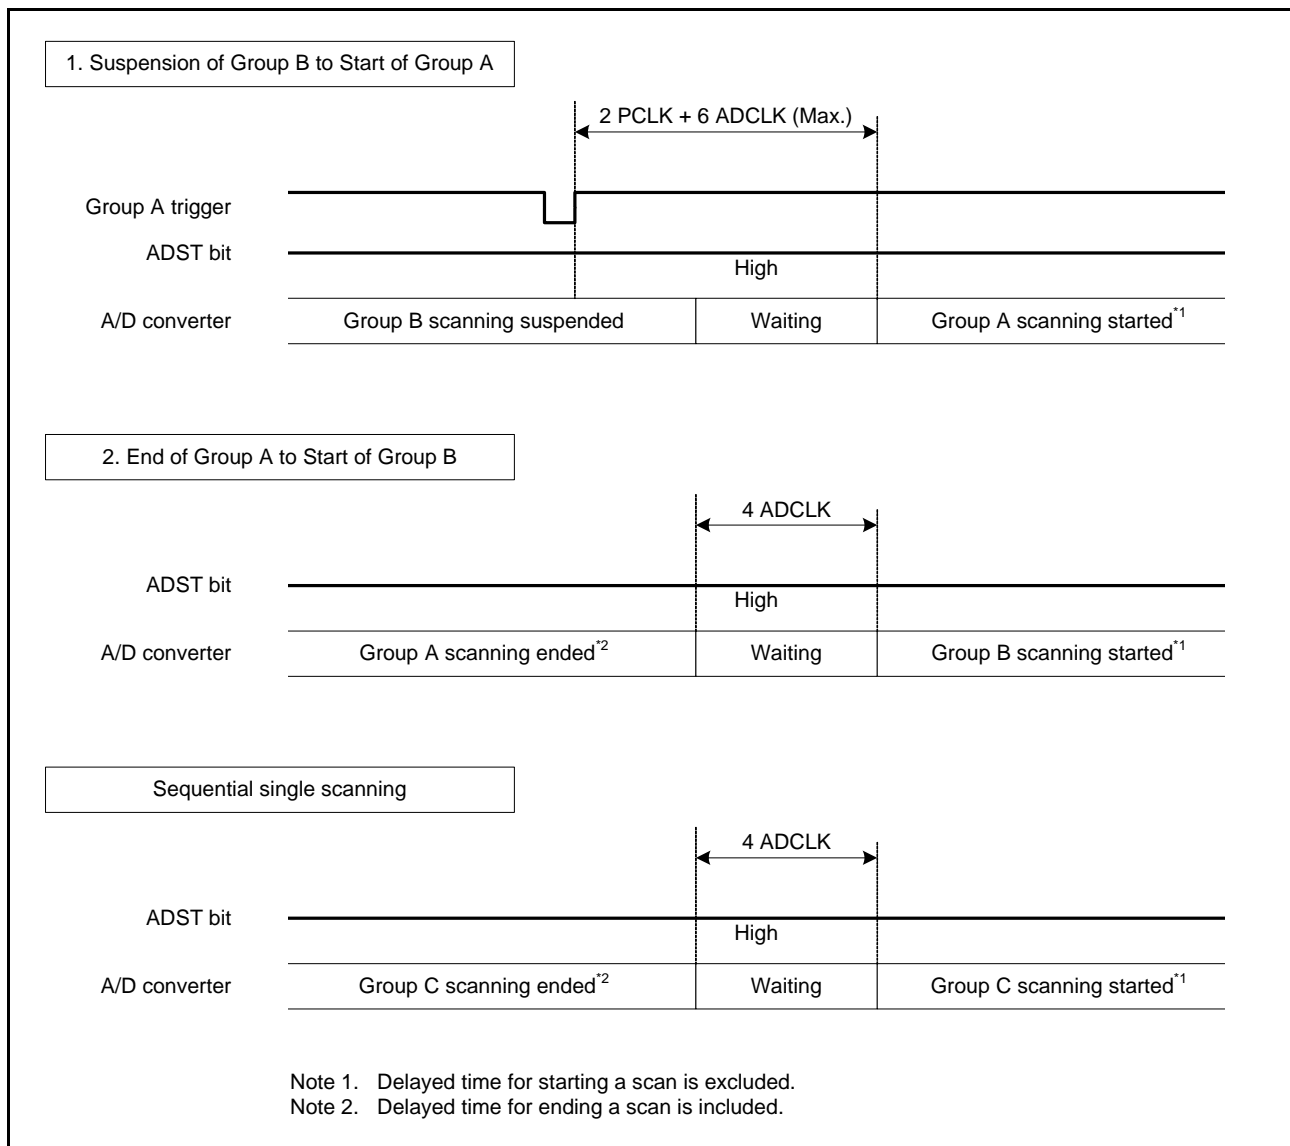 1. Suspension of Group B to Start of Group A
2 PCLK + 6 ADCLK (Max.)
Group A trigger
ADST bit
High
A/D converter
Group B scanning suspended
Waiting
Group A scanning started*1
2. End of Group A to Start of Group B
4 ADCLK
ADST bit
High
A/D converter
Group A scanning ended*2
Waiting
Group B scanning started*1
Sequential single scanning
4 ADCLK
ADST bit
High
A/D converter
Group C scanning ended*2
Waiting
Group C scanning started*1
Note 1. Delayed time for starting a scan is excluded.
Note 2. Delayed time for ending a scan is included.